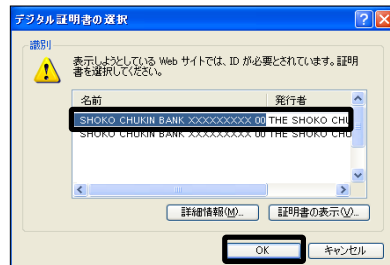 デジタル証明書の選択
識別
表示しようとしている Web サイトでは、ID が必要とされています。証明
書を選択してください。
名前 発行者
SHOKO CHUKIN BANK XXXXXXXXX 00 THE SHOKO CHU
SHOKO CHUKIN BANK XXXXXXXXX 00 THE SHOKO CHU
詳細情報(M)... 証明書の表示(V)...
OK キャンセル